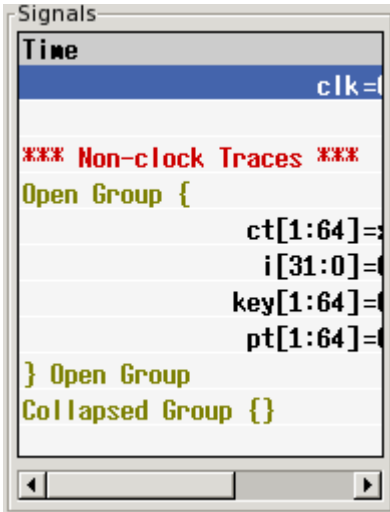 Signals
Time
clk=
*** Non-clock Traces ***
Open Group {
ct[1:64]=
i[31:0]=
key[1:64]=
pt[1:64]=
} Open Group
Collapsed Group {}